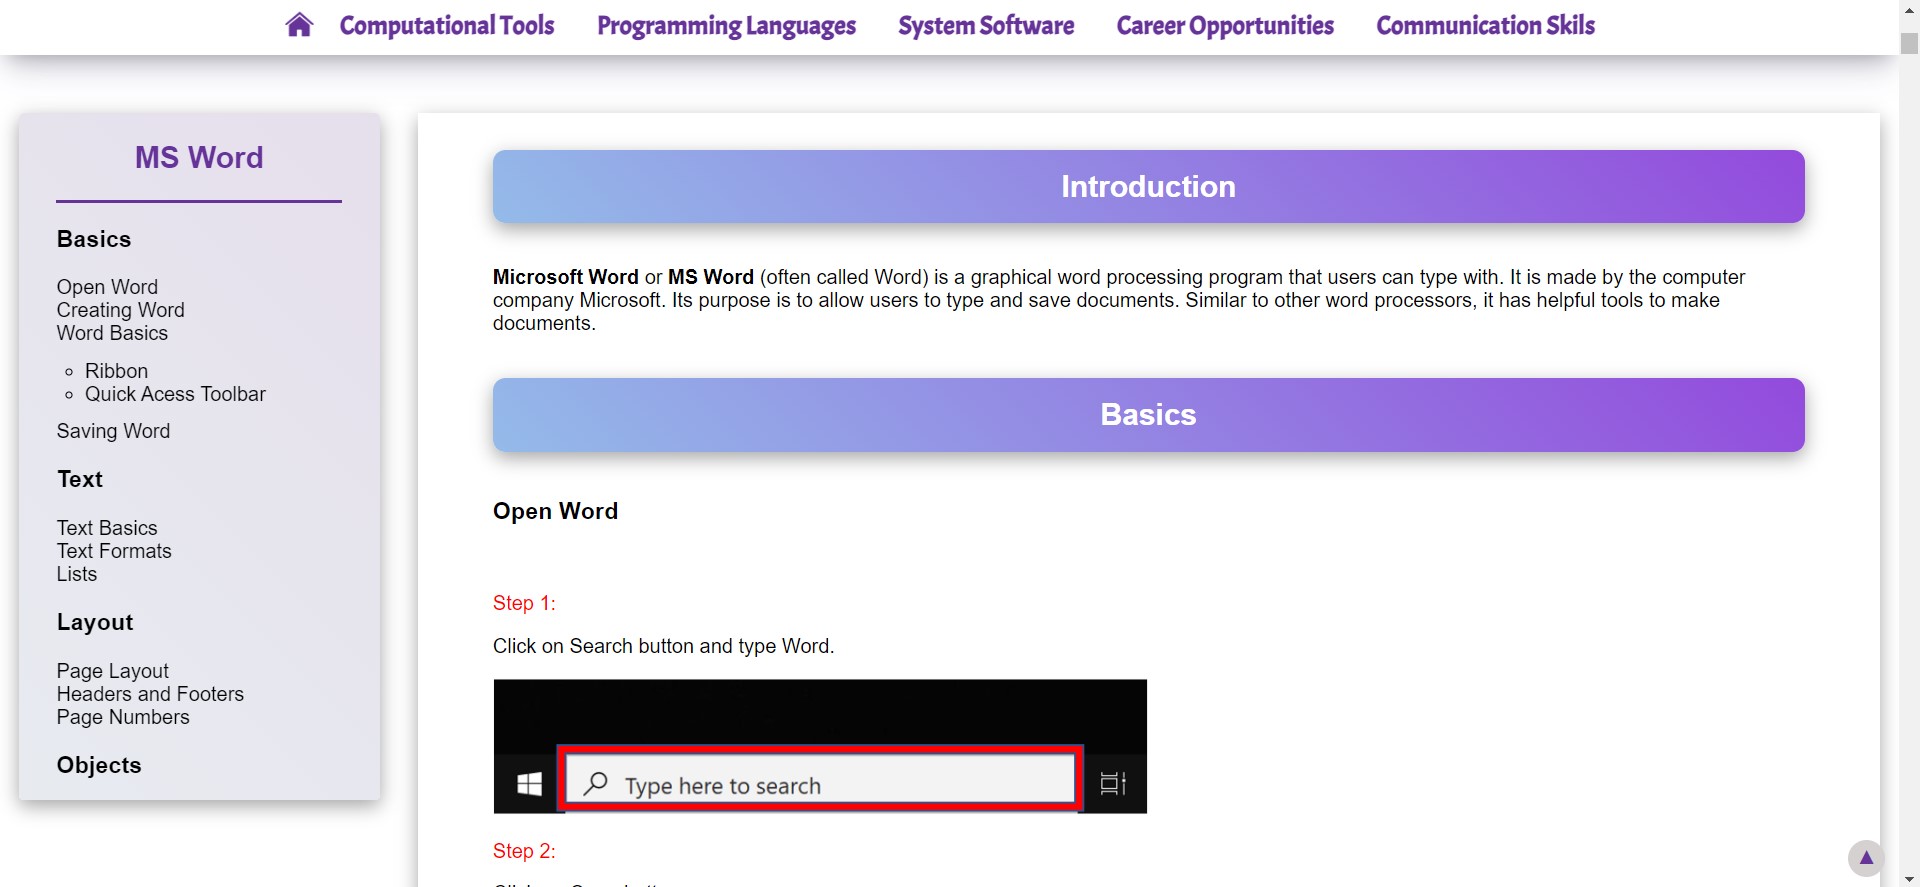 Computational Tools Programming Languages System Software Career Opportunities Communication Skils
MS Word
Basics
Open Word
Creating Word
Word Basics
Ribbon
Quick Acess Toolbar
Saving Word
Text
Text Basics
Text Formats
Lists
Layout
Page Layout
Headers and Footers
Page Numbers
Objects
Introduction
Microsoft Word or MS Word (often called Word) is a graphical word processing program that users can type with. It is made by the computer
company Microsoft. Its purpose is to allow users to type and save documents. Similar to other word processors, it has helpful tools to make
documents.
Basics
Open Word
Step 1:
Click on Search button and type Word.
Type here to search
Step 2: